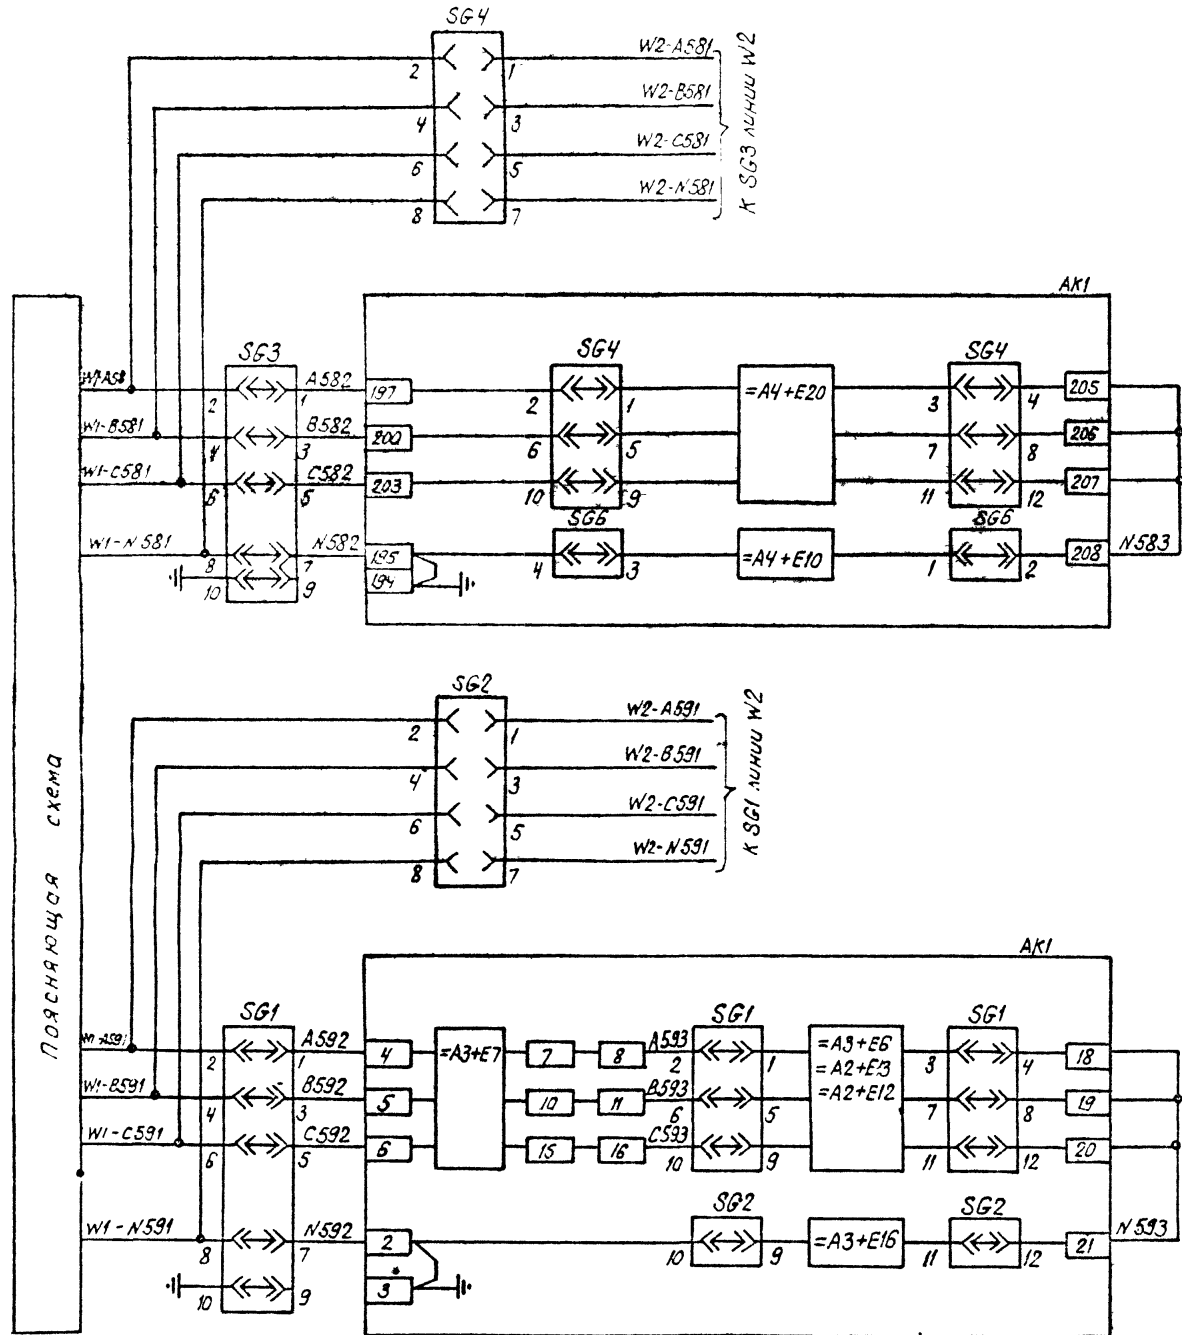 SG4
2 1 W2-A581
4 3 W2-B581
6 5 W2-C581
8 7 W2-N581
К SG3 линии W2
Поясняющая схема
AK1
SG3 SG4 SG4
2 1 A582 197 2 1 =A4+E20 3 4 205
W1-B581 4 3 B582 200 6 5 7 8 206
W1-C581 6 5 C582 203 10 9 11 12 207
SG6 SG6
W1-N581 8 7 N582 195 4 3 =A4+E10 1 2 208 N583
10 9 194
SG2
2 1 W2-A591
4 3 W2-B591
6 5 W2-C591
8 7 W2-N591
К SG1 линии W2
AK1
SG1 SG1 SG1
W1-A591 2 1 A592 4 =A3+E7 7 8 A593 2 1 =A3+E6 3 4 18
=A2+E13
W1-B591 4 3 B592 5 10 11 B593 6 5 =A2+E12 7 8 19
W1-C591 6 5 C592 6 15 16 C593 10 9 11 12 20
SG2 SG2
W1-N591 8 7 N592 2 10 9 =A3+E16 11 12 21 N593
10 9 3*